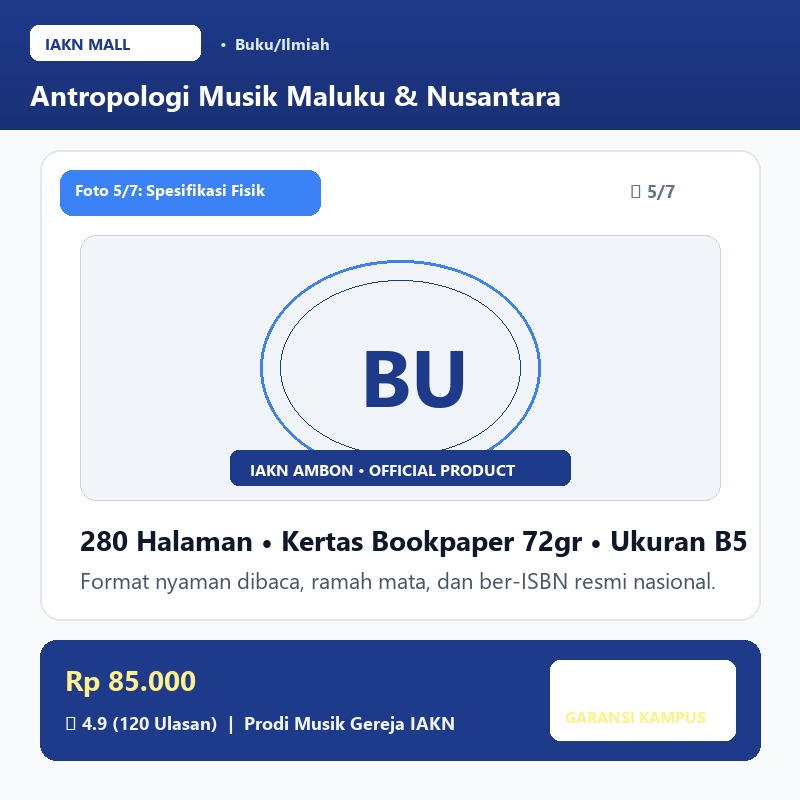 IAKN MALL
• Buku/Ilmiah
Antropologi Musik Maluku & Nusantara
Foto 5/7: Spesifikasi Fisik
5/7
BU
IAKN AMBON • OFFICIAL PRODUCT
280 Halaman • Kertas Bookpaper 72gr • Ukuran B5
Format nyaman dibaca, ramah mata, dan ber-ISBN resmi nasional.
Rp 85.000
4.9 (120 Ulasan) | Prodi Musik Gereja IAKN
GARANSI KAMPUS